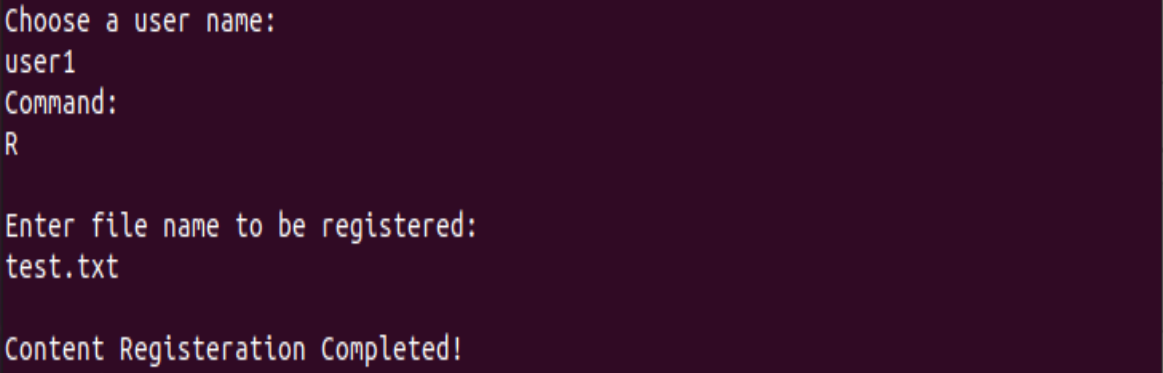 Choose a user name:
user1
Command:
R
Enter file name to be registered:
test.txt
Content Registeration Completed!